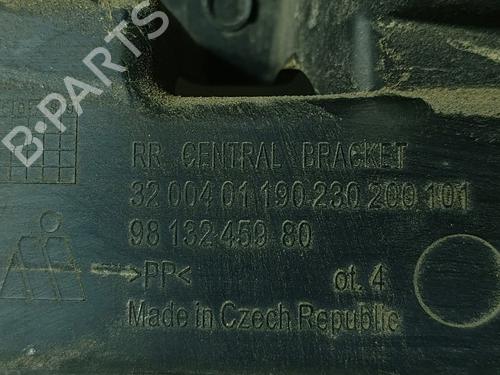 B-PARTS
RR CENTRAL BRACKET
32 004 01 190 230 200 101
98 132 459 80
>PP< ot. 4
Made in Czech Republic